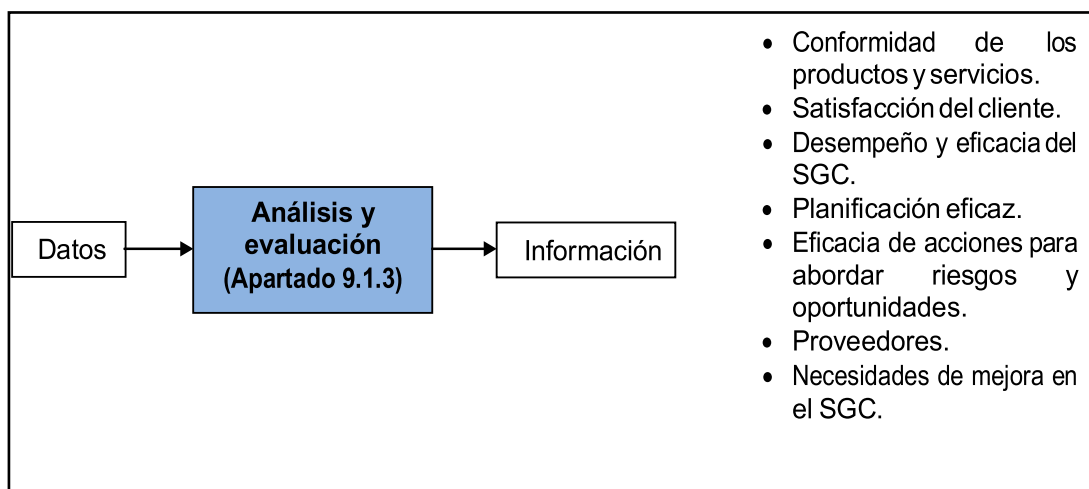 Datos
Análisis y
evaluación
(Apartado 9.1.3)
Información
• Conformidad de los
productos y servicios.
• Satisfacción del cliente.
• Desempeño y eficacia del
SGC.
• Planificación eficaz.
• Eficacia de acciones para
abordar riesgos y
oportunidades.
• Proveedores.
• Necesidades de mejora en
el SGC.